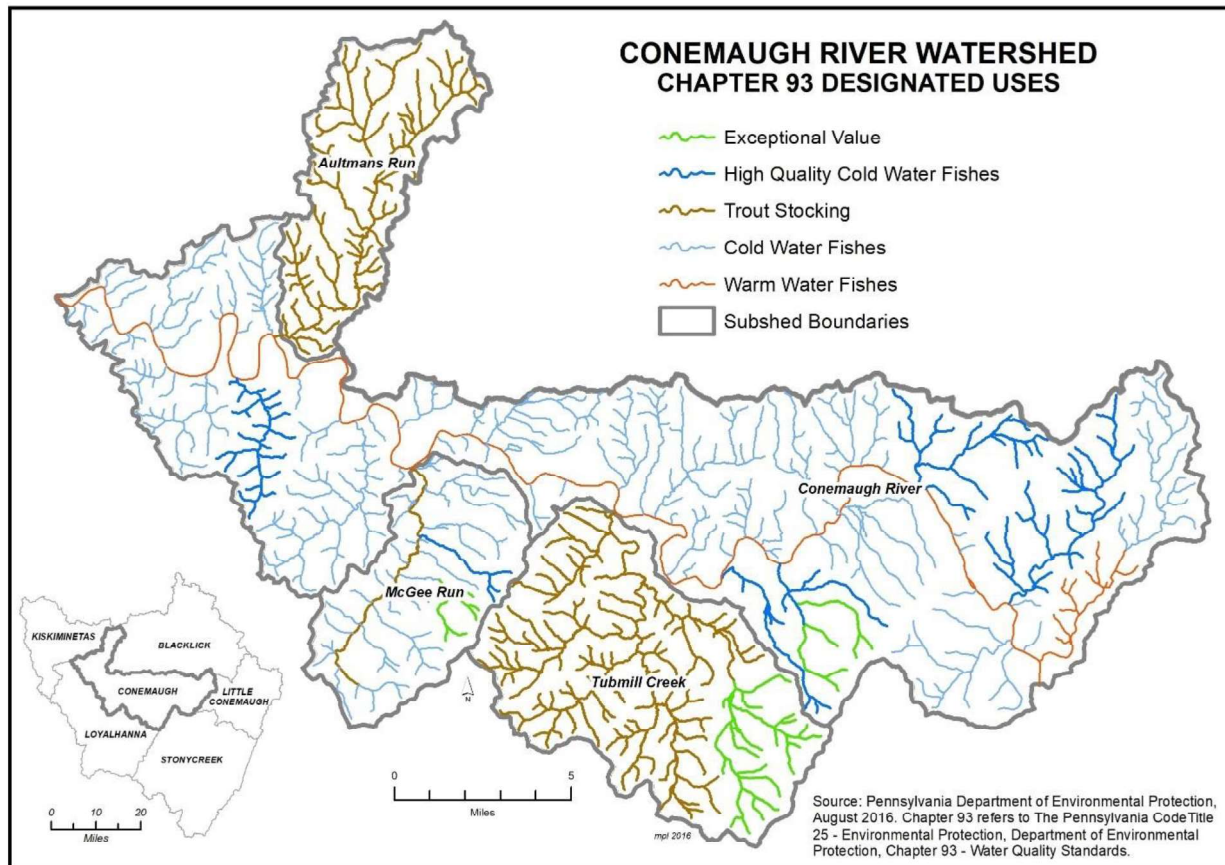 CONEMAUGH RIVER WATERSHED
CHAPTER 93 DESIGNATED USES
Exceptional Value
High Quality Cold Water Fishes
Trout Stocking
Cold Water Fishes
Warm Water Fishes
Subshed Boundaries
Aultmans Run
Conemaugh River
McGee Run
Tubmill Creek
KISKIMINETAS
BLACKLICK
CONEMAUGH
LITTLE
CONEMAUGH
LOYALHANNA
STONYCREEK
0 10 20
Miles
N
0 5
Miles
mpl 2016
Source: Pennsylvania Department of Environmental Protection,
August 2016. Chapter 93 refers to The Pennsylvania CodeTitle
25 - Environmental Protection, Department of Environmental
Protection, Chapter 93 - Water Quality Standards.